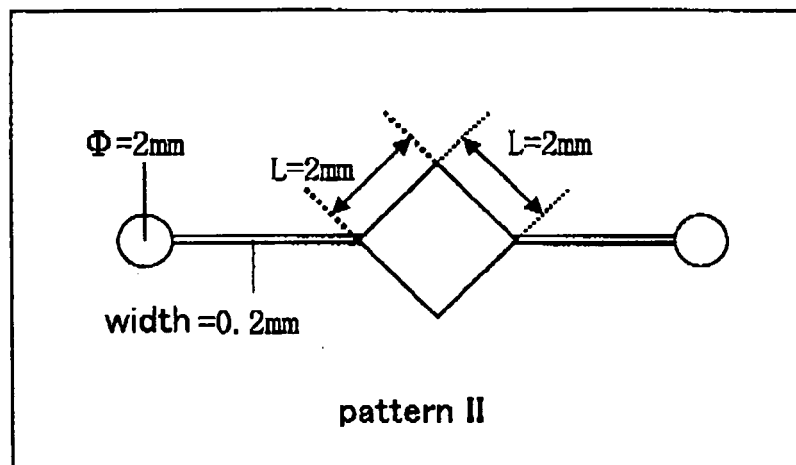 Φ=2mm
L=2mm
L=2mm
width=0.2mm
pattern II